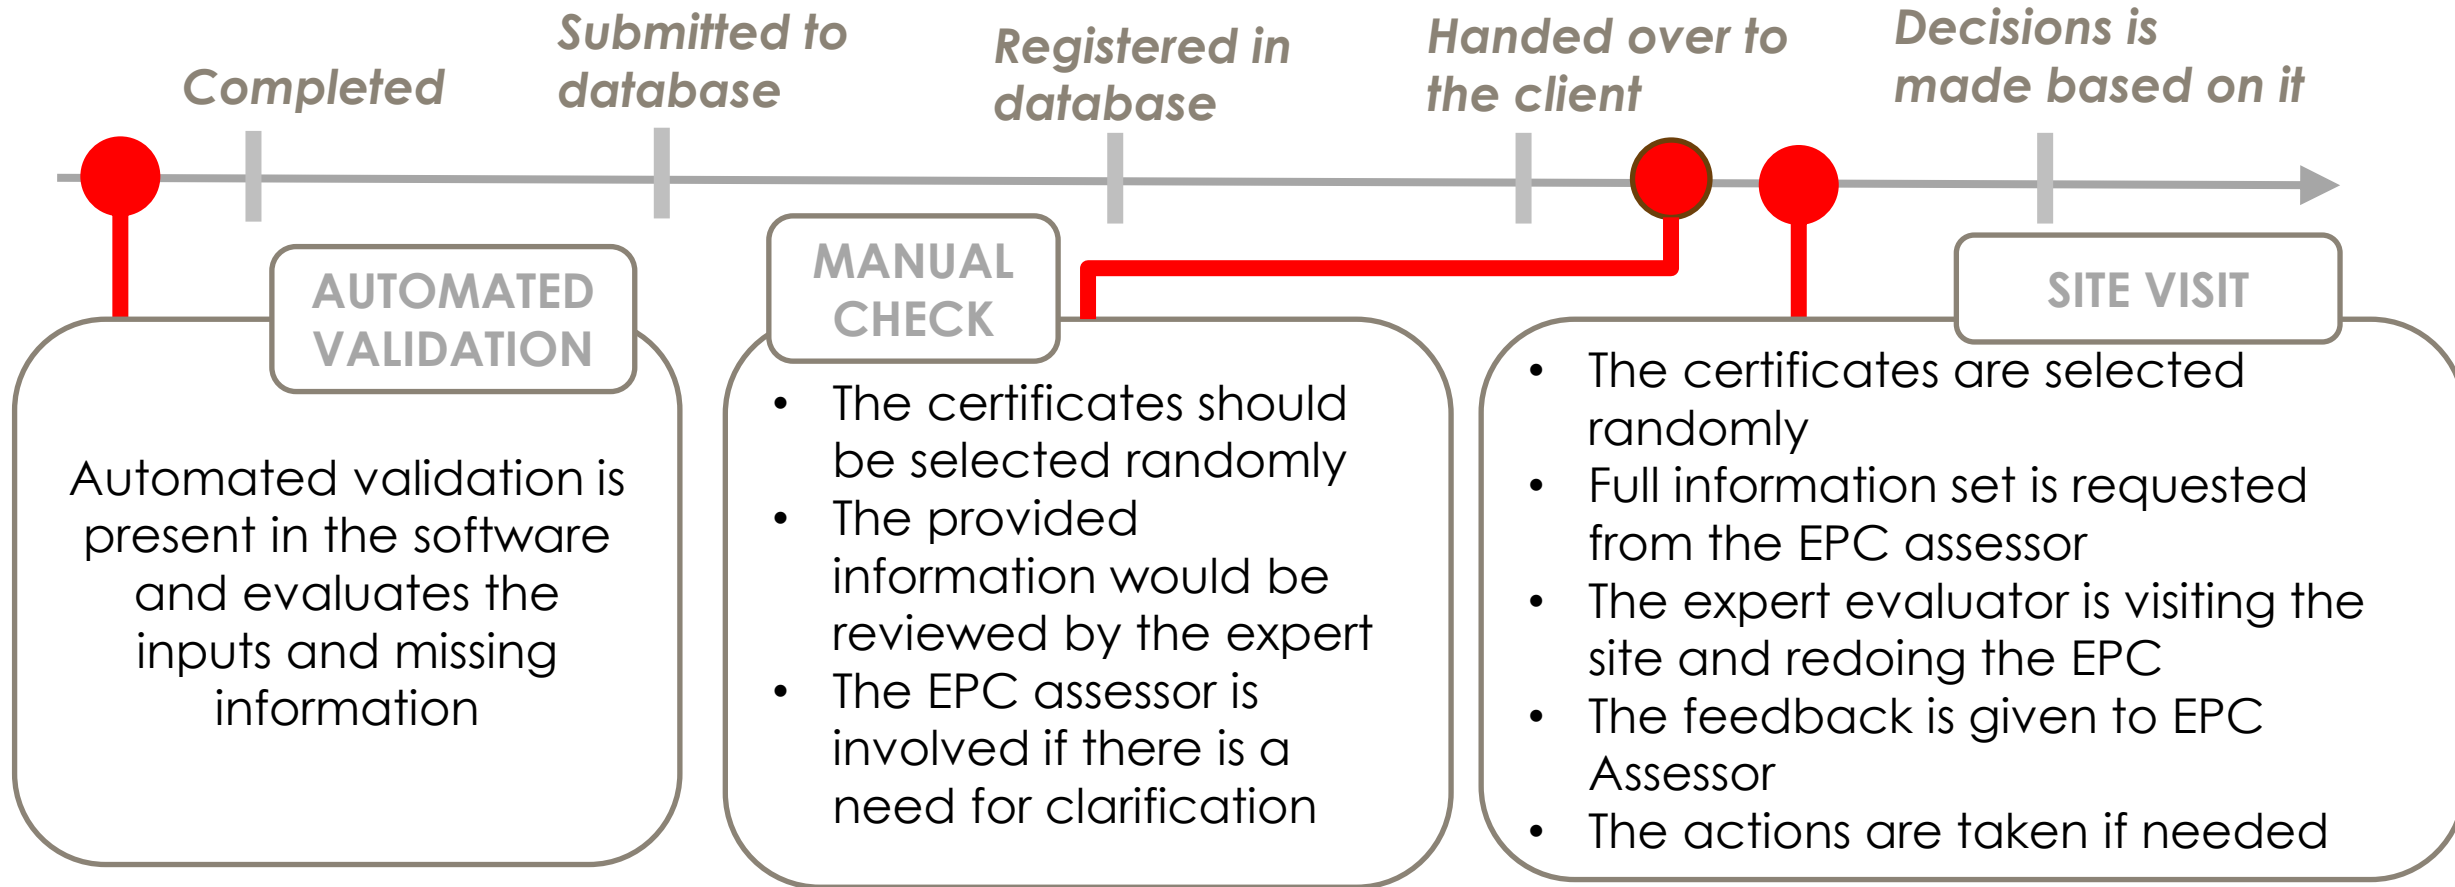 Completed
Submitted to
database
Registered in
database
Handed over to
the client
Decisions is
made based on it
AUTOMATED
VALIDATION
Automated validation is
present in the software
and evaluates the
inputs and missing
information
MANUAL
CHECK
• The certificates should
be selected randomly
• The provided
information would be
reviewed by the expert
• The EPC assessor is
involved if there is a
need for clarification
SITE VISIT
• The certificates are selected
randomly
• Full information set is requested
from the EPC assessor
• The expert evaluator is visiting the
site and redoing the EPC
• The feedback is given to EPC
Assessor
• The actions are taken if needed